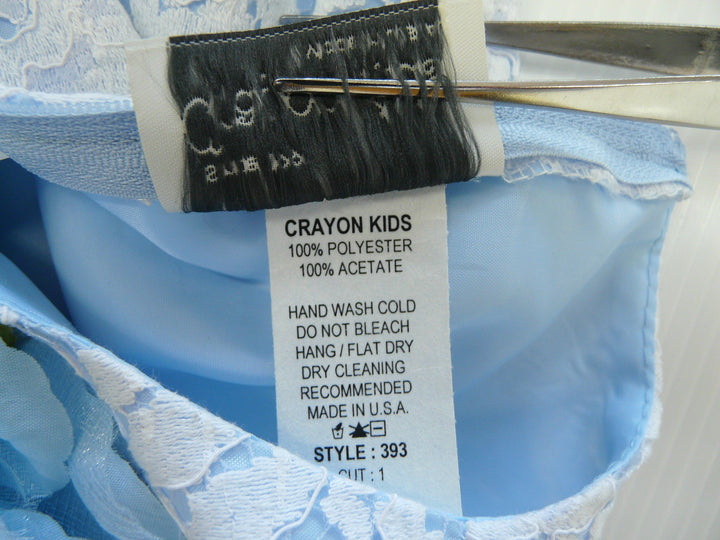 CRAYON KIDS
100% POLYESTER
100% ACETATE
HAND WASH COLD
DO NOT BLEACH
HANG / FLAT DRY
DRY CLEANING
RECOMMENDED
MADE IN U.S.A.
STYLE : 393
CUT : 1